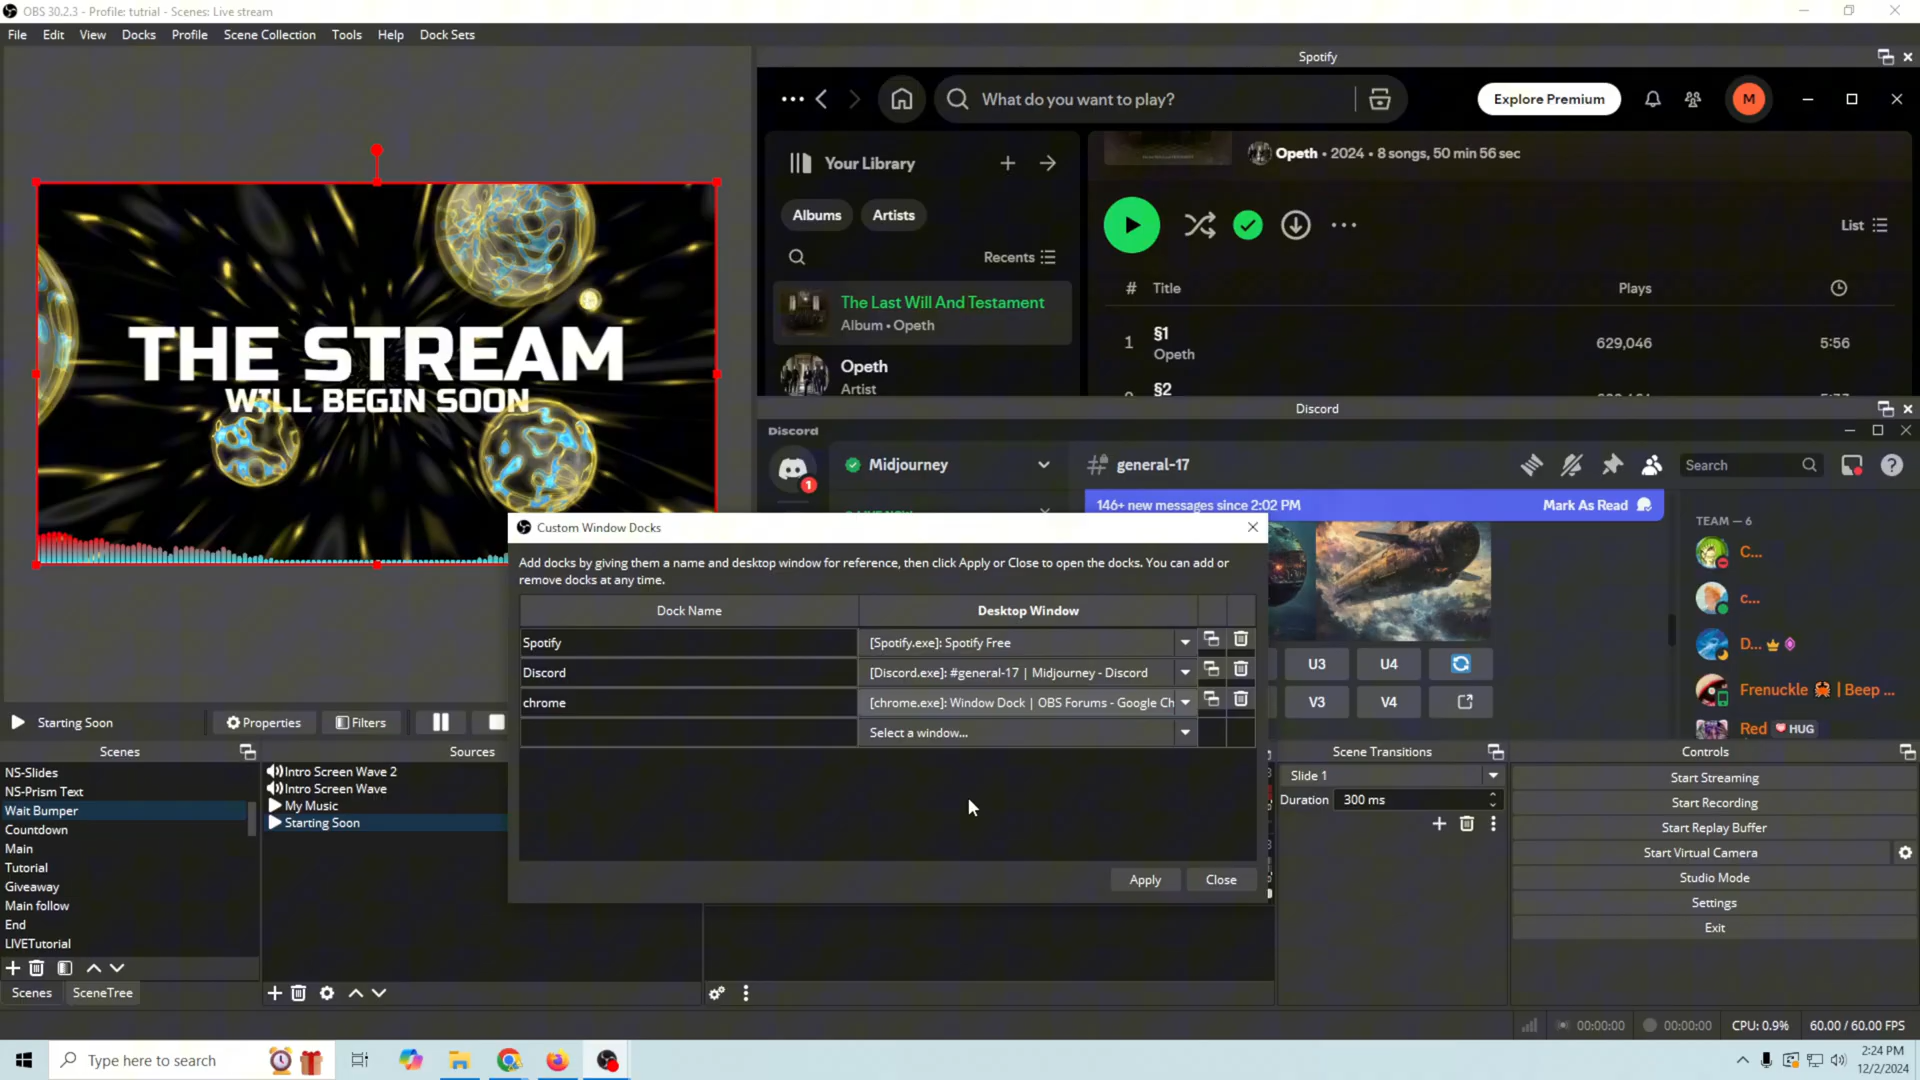 OBS 30.2.3 - Profile: tutrial - Scenes: Live stream
File Edit View Docks Profile Scene Collection Tools Help Dock Sets
Spotify
What do you want to play?
Explore Premium
M
Your Library
Albums
Artists
Recents
The Last Will And Testament
Album • Opeth
Opeth
Artist
Opeth • 2024 • 8 songs, 50 min 56 sec
List
# Title Plays
1 §1 629,046 5:56
Opeth
§2
THE STREAM
WILL BEGIN SOON
Discord
Discord
1
Midjourney
general-17
Search
146+ new messages since 2:02 PM
Mark As Read
TEAM — 6
C...
c...
D...
Frenuckle | Beep ...
Red HUG
U3 U4
V3 V4
Custom Window Docks
Add docks by giving them a name and desktop window for reference, then click Apply or Close to open the docks. You can add or
remove docks at any time.
Dock Name Desktop Window
Spotify [Spotify.exe]: Spotify Free
Discord [Discord.exe]: #general-17 | Midjourney - Discord
chrome [chrome.exe]: Window Dock | OBS Forums - Google Ch
Select a window...
Apply Close
Starting Soon
Properties
Filters
Scenes
NS-Slides
NS-Prism Text
Wait Bumper
Countdown
Main
Tutorial
Giveaway
Main follow
End
LIVETutorial
Scenes SceneTree
Sources
Intro Screen Wave 2
Intro Screen Wave
My Music
Starting Soon
Scene Transitions
Slide 1
Duration 300 ms
Controls
Start Streaming
Start Recording
Start Replay Buffer
Start Virtual Camera
Studio Mode
Settings
Exit
00:00:00 00:00:00 CPU: 0.9% 60.00 / 60.00 FPS
Type here to search
2:24 PM
12/2/2024